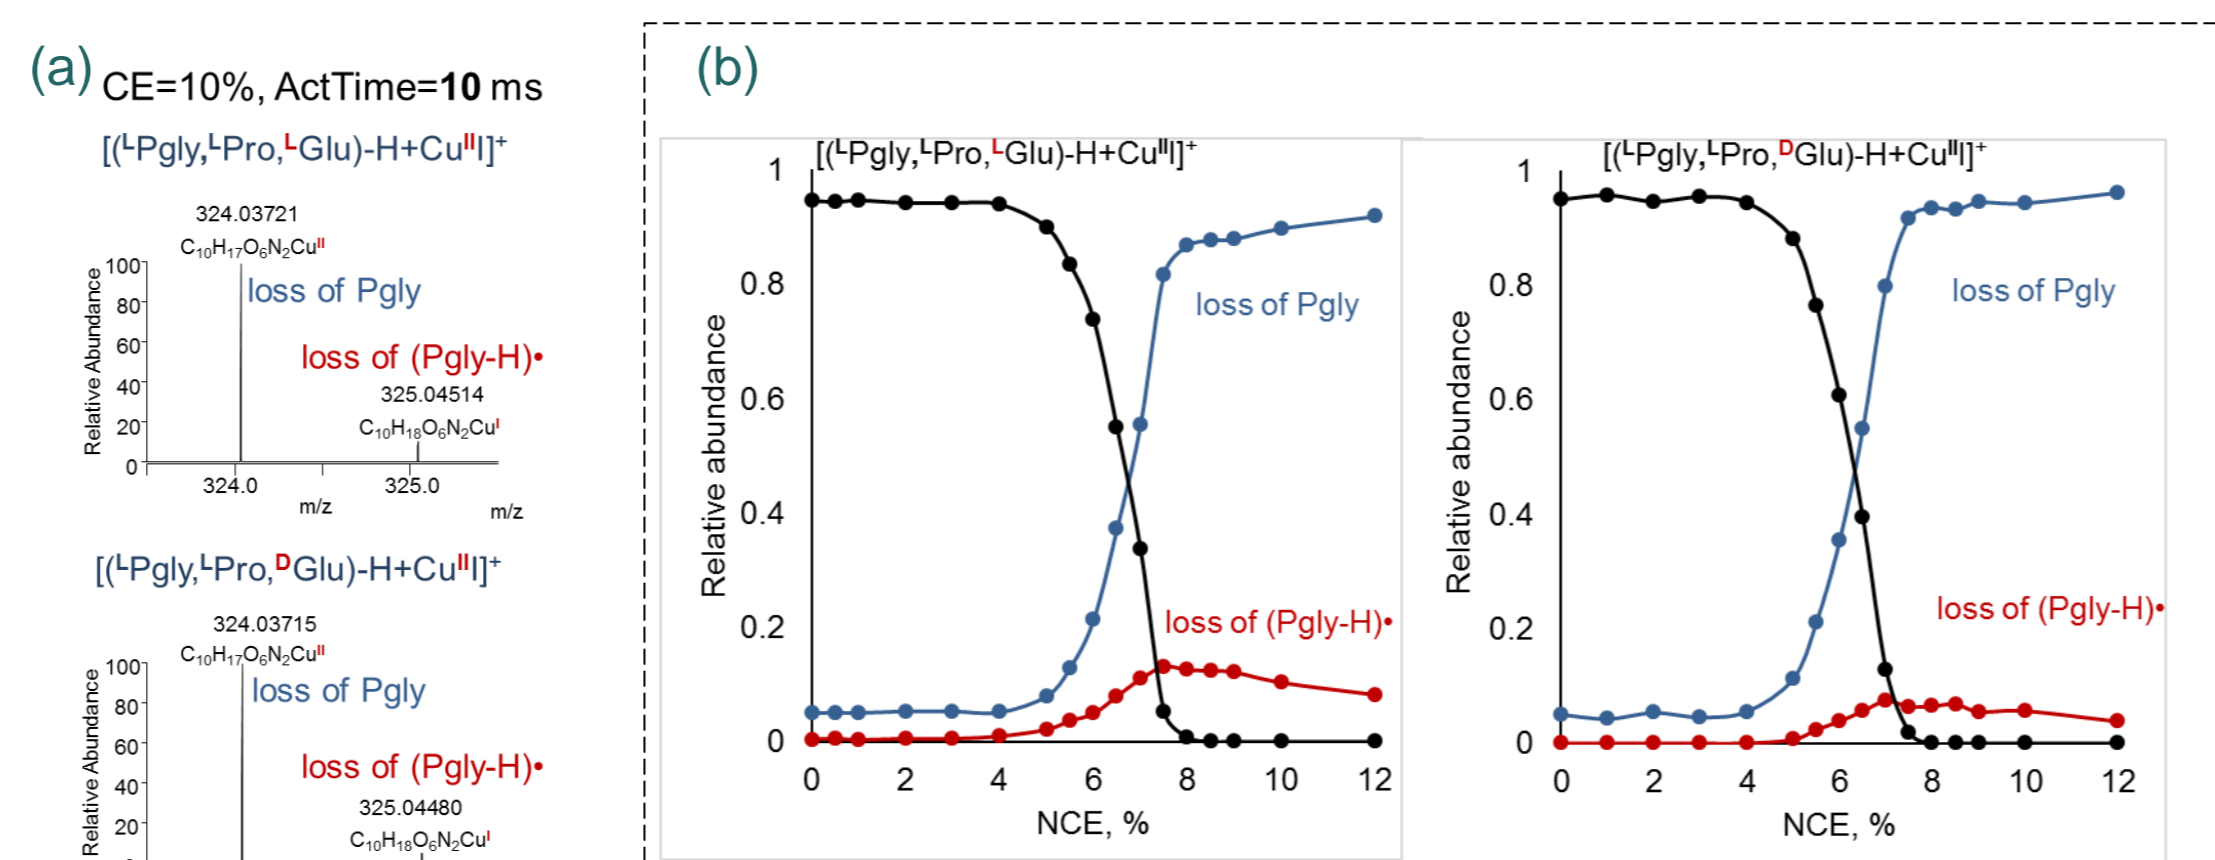 (a)
CE=10%, ActTime=10 ms
[(ᴸPgly,ᴸPro,ᴸGlu)-H+Cuᴵᴵl]⁺
324.03721
C₁₀H₁₇O₆N₂Cuᴵᴵ
loss of Pgly
loss of (Pgly-H)•
325.04514
C₁₀H₁₈O₆N₂Cuᴵ
Relative Abundance
100
80
60
40
20
0
324.0
325.0
m/z
m/z
[(ᴸPgly,ᴸPro,ᴰGlu)-H+Cuᴵᴵl]⁺
324.03715
C₁₀H₁₇O₆N₂Cuᴵᴵ
loss of Pgly
loss of (Pgly-H)•
325.04480
C₁₀H₁₈O₆N₂Cuᴵ
Relative Abundance
100
80
60
40
20
(b)
[(ᴸPgly,ᴸPro,ᴸGlu)-H+Cuᴵᴵl]⁺
Relative abundance
1
0.8
0.6
0.4
0.2
0
loss of Pgly
loss of (Pgly-H)•
0 2 4 6 8 10 12
NCE, %
[(ᴸPgly,ᴸPro,ᴰGlu)-H+Cuᴵᴵl]⁺
Relative abundance
1
0.8
0.6
0.4
0.2
0
loss of Pgly
loss of (Pgly-H)•
0 2 4 6 8 10 12
NCE, %